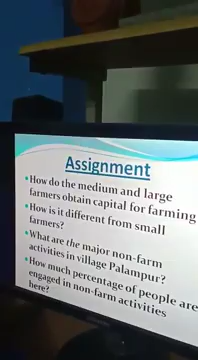 Assignment
• How do the medium and large
farmers obtain capital for farming
• How is it different from small
farmers?
• What are the major non-farm
activities in village Palampur?
• How much percentage of people are
engaged in non-farm activities
here?